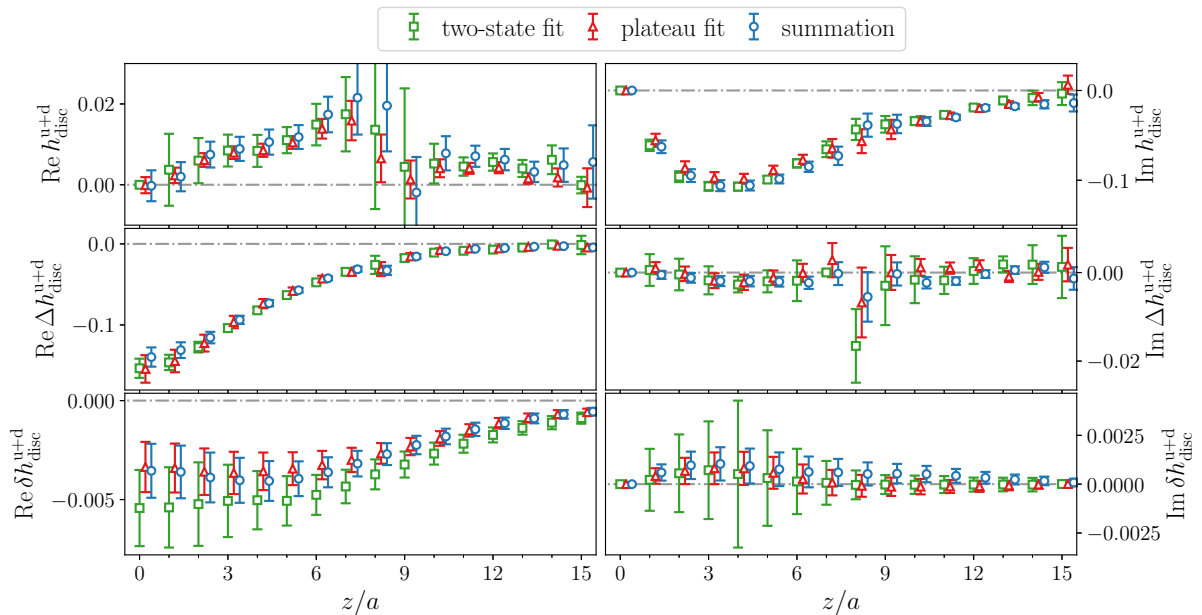 two-state fit plateau fit summation
Re h^{u+d}_{disc}
0.02
0.00
Im h^{u+d}_{disc}
0.0
−0.1
Re Δh^{u+d}_{disc}
0.0
−0.1
Im Δh^{u+d}_{disc}
0.00
−0.02
Re δh^{u+d}_{disc}
0.000
−0.005
Im δh^{u+d}_{disc}
0.0025
0.0000
−0.0025
0 3 6 9 12 15
0 3 6 9 12 15
z/a
z/a